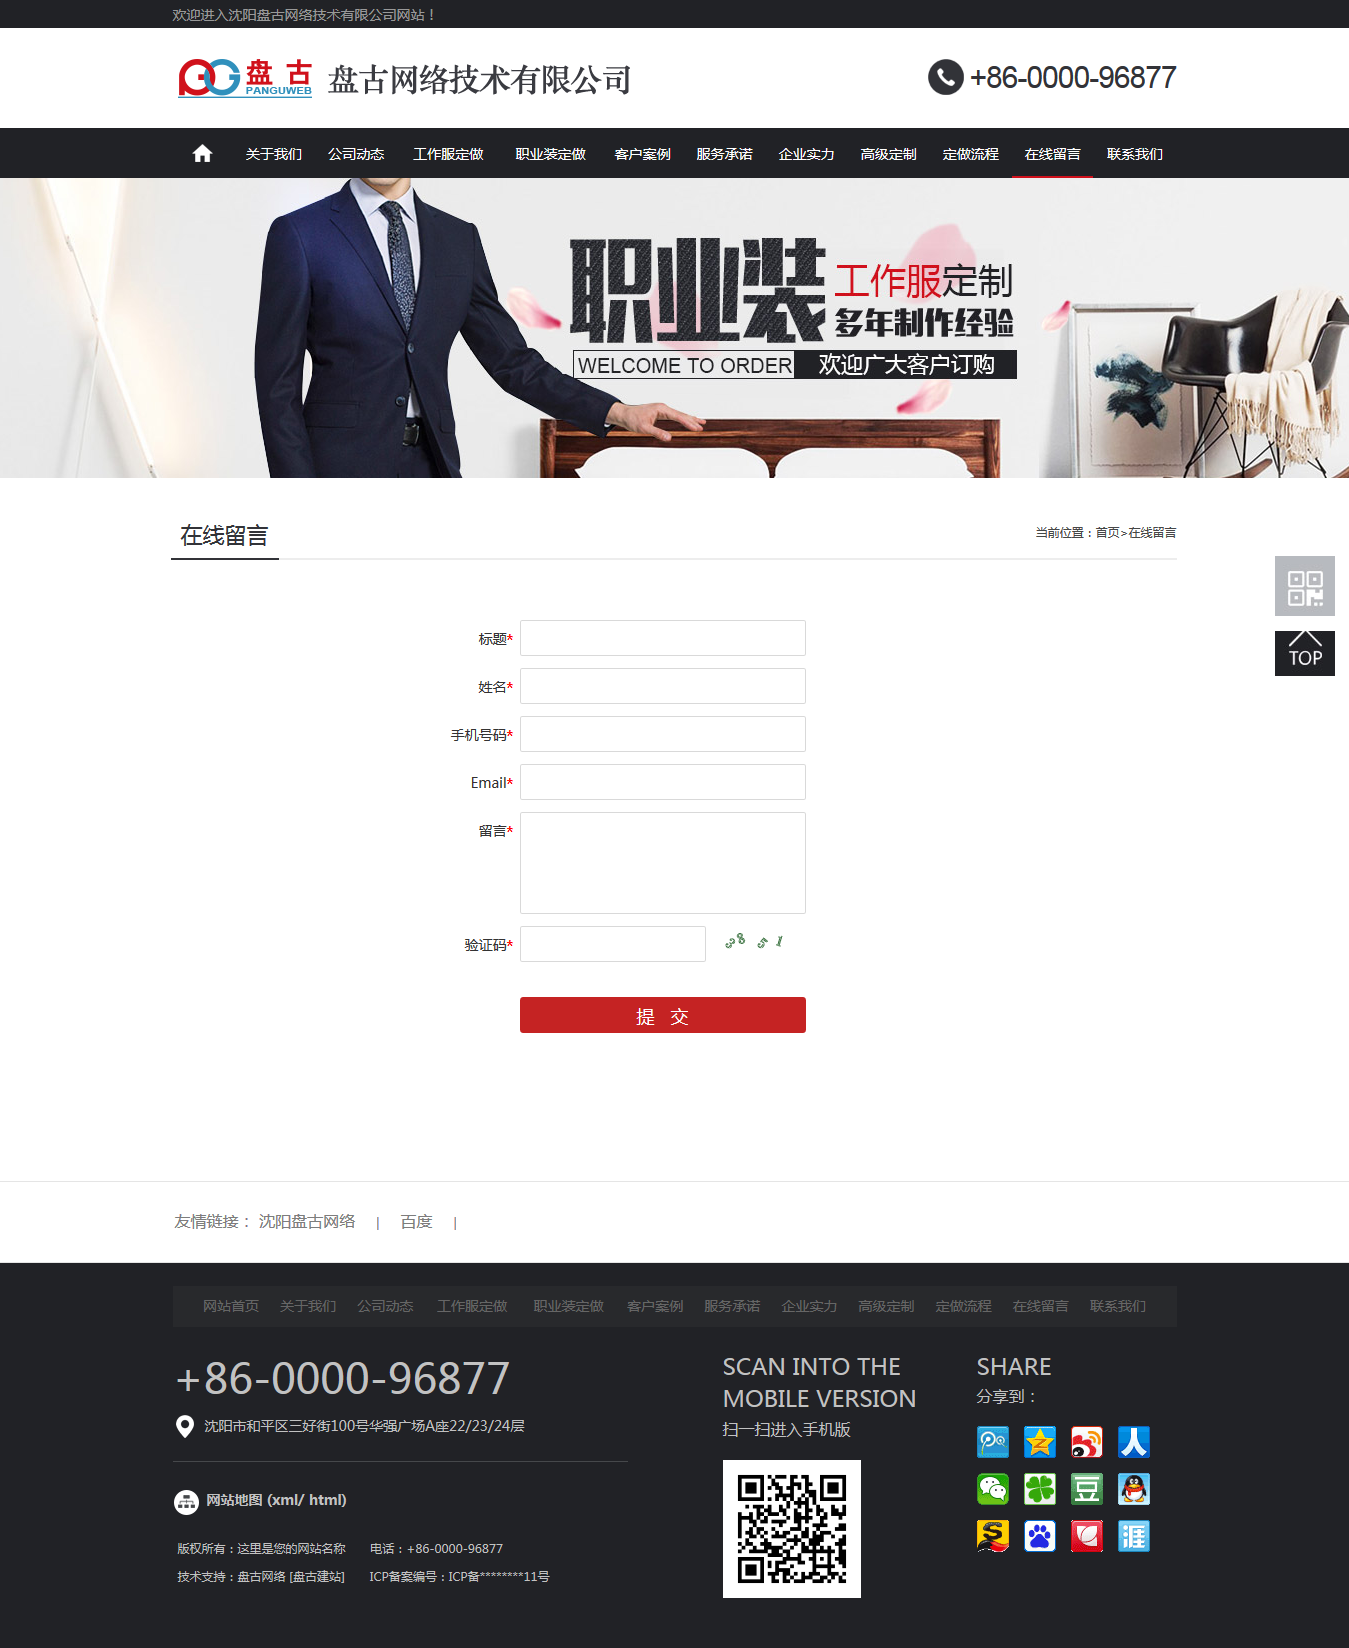 欢迎进入沈阳盘古网络技术有限公司网站！
盘古
PANGUWEB
盘古网络技术有限公司
+86-0000-96877
关于我们 公司动态 工作服定做 职业装定做 客户案例 服务承诺 企业实力 高级定制 定做流程 在线留言 联系我们
职业装
工作服定制
多年制作经验
WELCOME TO ORDER 欢迎广大客户订购
在线留言
当前位置：首页>在线留言
TOP
标题*
姓名*
手机号码*
Email*
留言*
验证码*
3851
提 交
友情链接： 沈阳盘古网络 | 百度 |
网站首页 关于我们 公司动态 工作服定做 职业装定做 客户案例 服务承诺 企业实力 高级定制 定做流程 在线留言 联系我们
+86-0000-96877
沈阳市和平区三好街100号华强广场A座22/23/24层
网站地图 (xml/ html)
版权所有：这里是您的网站名称 电话：+86-0000-96877
技术支持：盘古网络 [盘古建站] ICP备案编号：ICP备********11号
SCAN INTO THE
MOBILE VERSION
扫一扫进入手机版
SHARE
分享到：
人
豆
S
涯